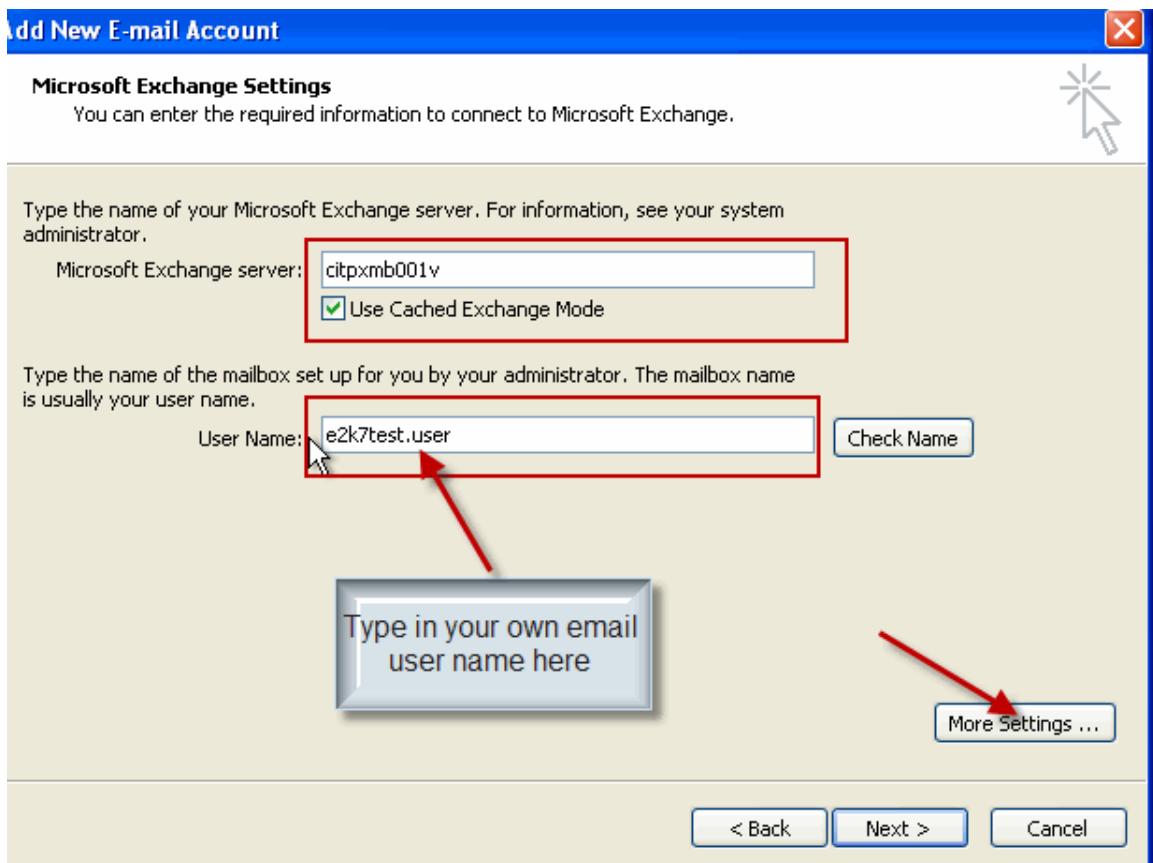 Add New E-mail Account
Microsoft Exchange Settings
You can enter the required information to connect to Microsoft Exchange.
Type the name of your Microsoft Exchange server. For information, see your system
administrator.
Microsoft Exchange server: citpxmb001v
Use Cached Exchange Mode
Type the name of the mailbox set up for you by your administrator. The mailbox name
is usually your user name.
User Name: e2k7test.user Check Name
Type in your own email
user name here
More Settings ...
< Back Next > Cancel